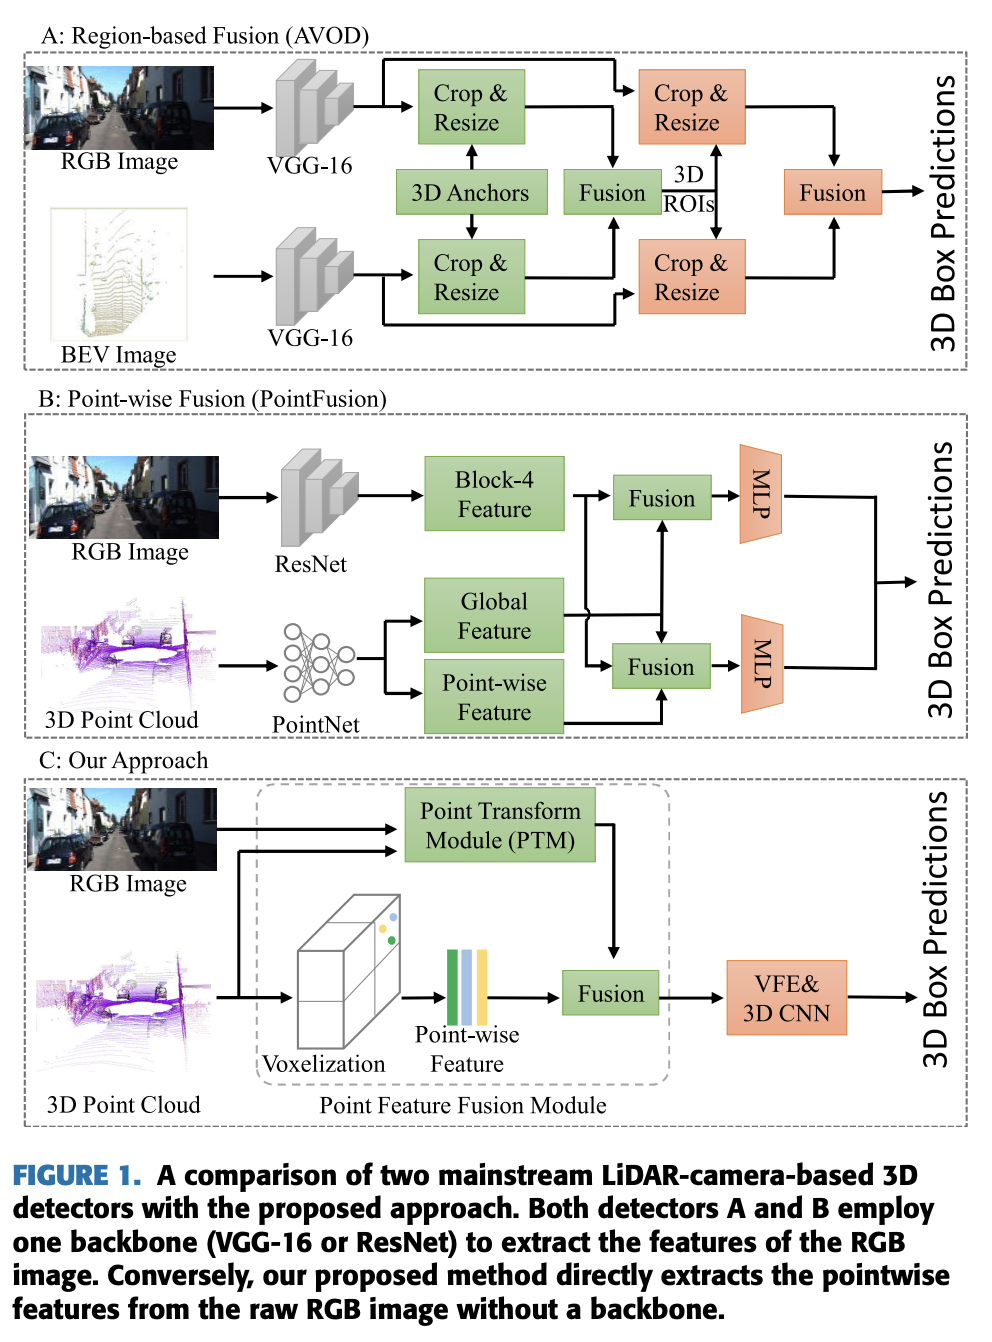 A: Region-based Fusion (AVOD)
RGB Image
VGG-16
Crop &
Resize
Crop &
Resize
3D Anchors
Fusion
3D
ROIs
Fusion
Crop &
Resize
Crop &
Resize
BEV Image
VGG-16
3D Box Predictions
B: Point-wise Fusion (PointFusion)
RGB Image
ResNet
Block-4
Feature
Fusion
MLP
Global
Feature
Point-wise
Feature
Fusion
MLP
3D Point Cloud
PointNet
3D Box Predictions
C: Our Approach
RGB Image
Point Transform
Module (PTM)
Voxelization
Point-wise
Feature
Fusion
VFE&
3D CNN
3D Point Cloud
Point Feature Fusion Module
3D Box Predictions
FIGURE 1. A comparison of two mainstream LiDAR-camera-based 3D
detectors with the proposed approach. Both detectors A and B employ
one backbone (VGG-16 or ResNet) to extract the features of the RGB
image. Conversely, our proposed method directly extracts the pointwise
features from the raw RGB image without a backbone.